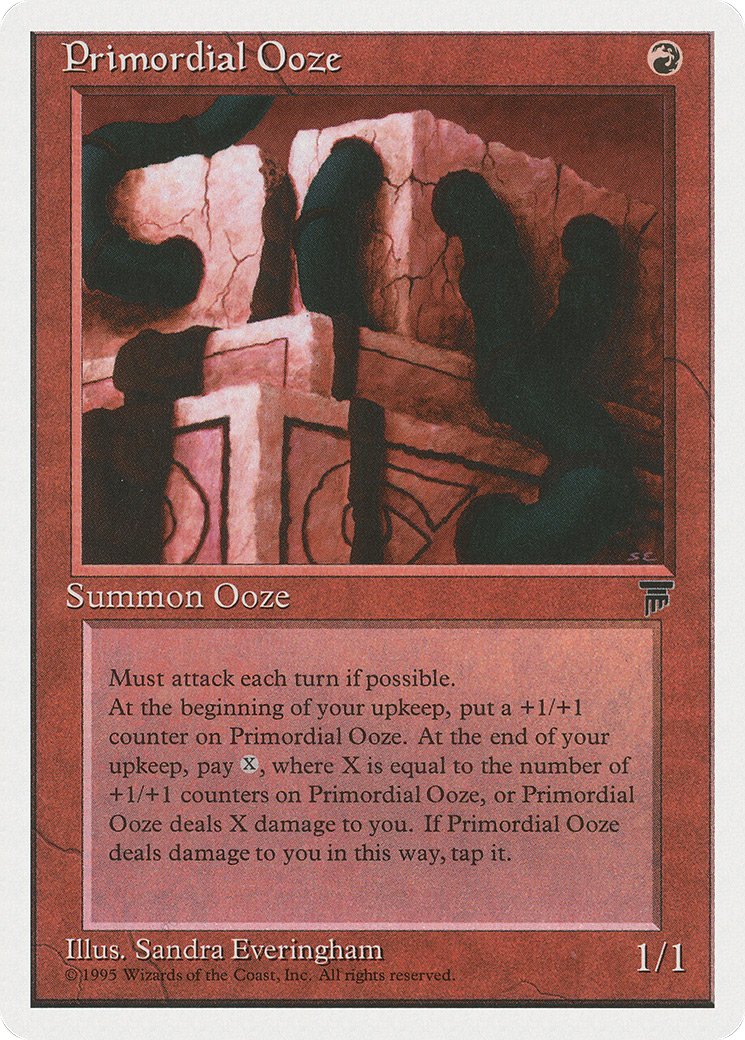 Primordial Ooze
S E
Summon Ooze
Must attack each turn if possible.
At the beginning of your upkeep, put a +1/+1
counter on Primordial Ooze. At the end of your
upkeep, pay X, where X is equal to the number of
+1/+1 counters on Primordial Ooze, or Primordial
Ooze deals X damage to you. If Primordial Ooze
deals damage to you in this way, tap it.
Illus. Sandra Everingham
1/1
© 1995 Wizards of the Coast, Inc. All rights reserved.